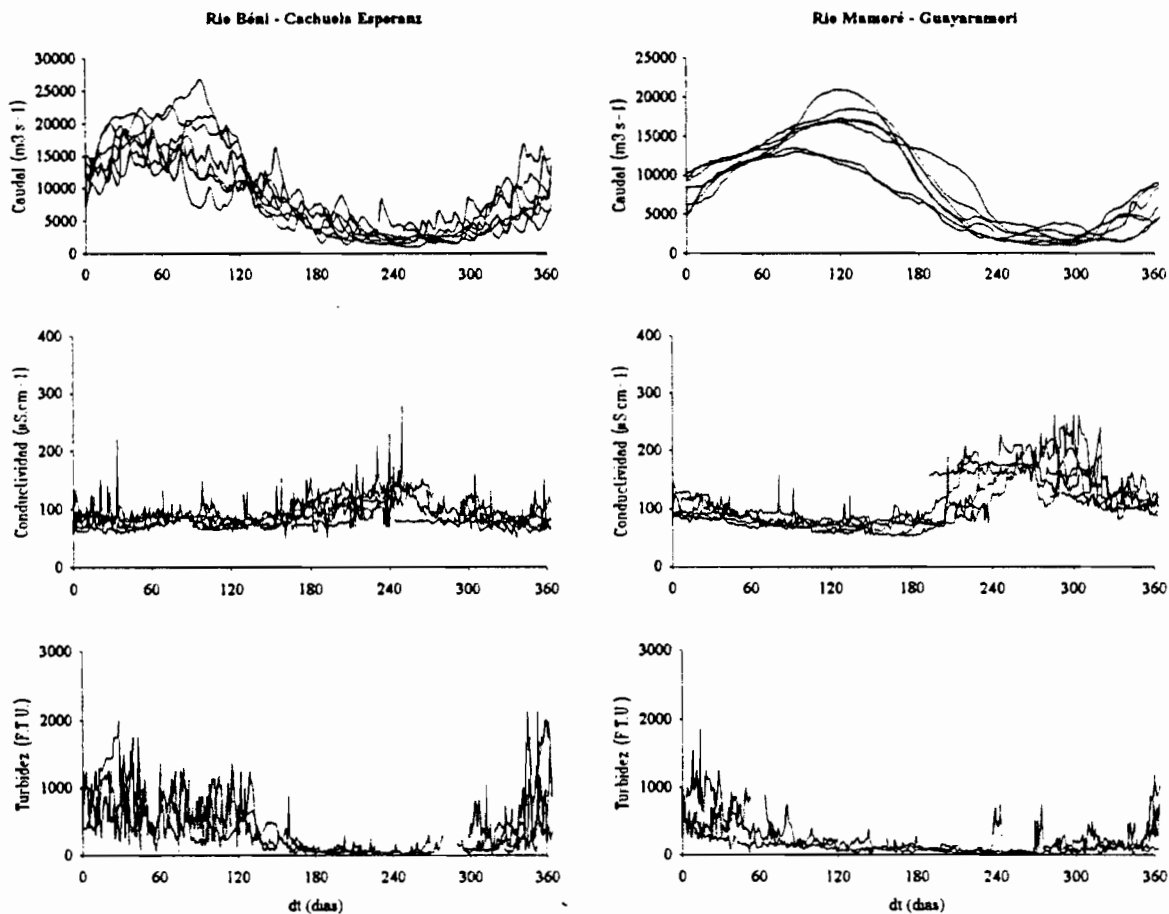 Rio Béni - Cachuela Esperanz
Caudal (m3 s-1)
30000
25000
20000
15000
10000
5000
0
0 60 120 180 240 300 360
Rio Mamoré - Guayaramori
Caudal (m3 s-1)
25000
20000
15000
10000
5000
0
0 60 120 180 240 300 360
Conductividad (µS.cm-1)
400
300
200
100
0
0 60 120 180 240 300 360
Conductividad (µS cm-1)
400
300
200
100
0
0 60 120 180 240 300 360
Turbidez (F.T.U.)
3000
2000
1000
0
0 60 120 180 240 300 360
dt (dias)
Turbidez (F.T.U)
3000
2000
1000
0
0 60 120 180 240 300 360
dt (dias)